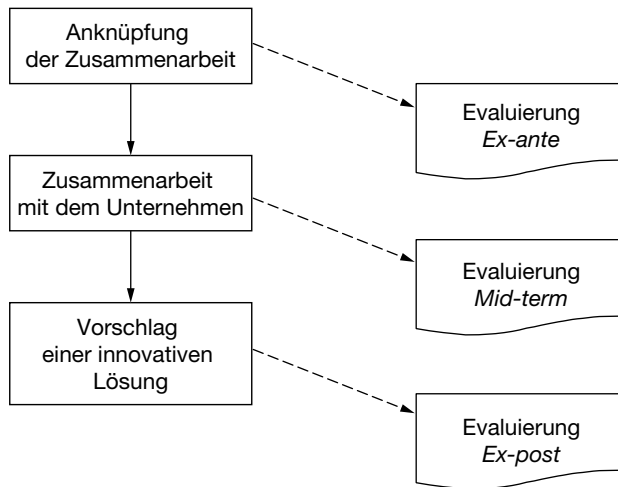 Anknüpfung
der Zusammenarbeit
Evaluierung
Ex-ante
Zusammenarbeit
mit dem Unternehmen
Evaluierung
Mid-term
Vorschlag
einer innovativen
Lösung
Evaluierung
Ex-post